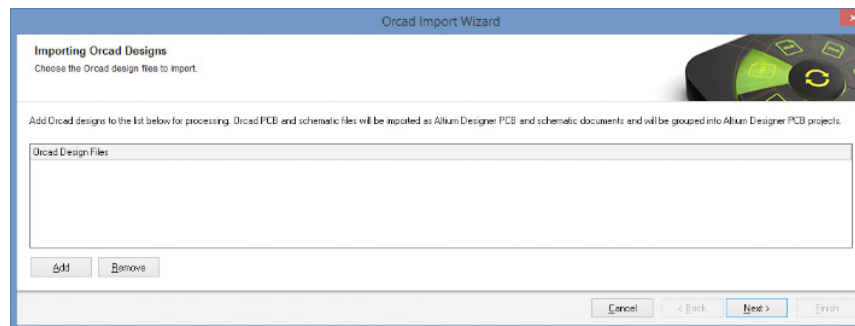 Orcad Import Wizard
Importing Orcad Designs
Choose the Orcad design files to import.
Add Orcad designs to the list below for processing. Orcad PCB and schematic files will be imported as Altium Designer PCB and schematic documents and will be grouped into Altium Designer PCB projects.
Orcad Design Files
Add Remove
Cancel < Back Next > Finish